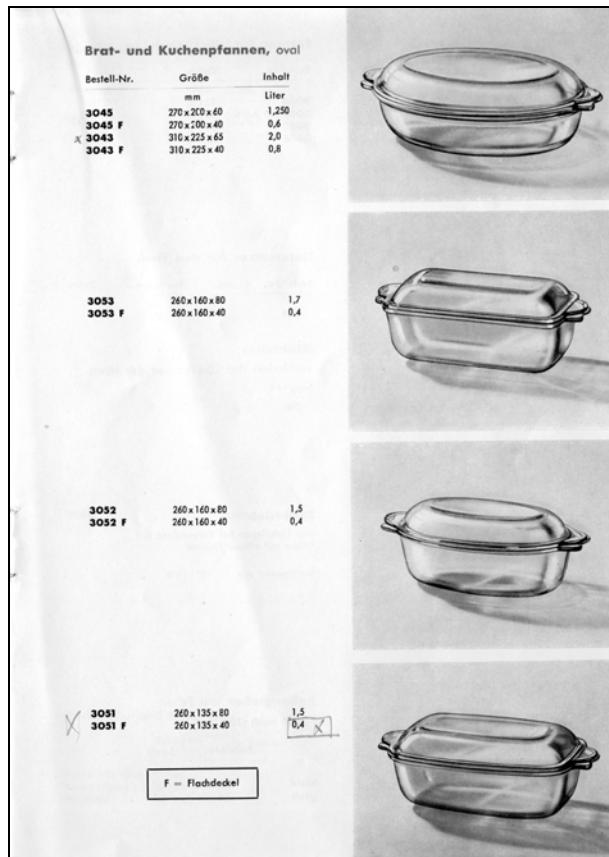 Brat- und Kuchenpfannen, oval
Bestell-Nr. Größe Inhalt
mm Liter
3045 270 x 200 x 60 1,250
3045 F 270 x 200 x 40 0,6
x 3043 310 x 225 x 65 2,0
3043 F 310 x 225 x 40 0,8
3053 260 x 160 x 80 1,7
3053 F 260 x 160 x 40 0,4
3052 260 x 160 x 80 1,5
3052 F 260 x 160 x 40 0,4
X 3051 260 x 135 x 80 1,5
3051 F 260 x 135 x 40 0,4 X
F = Flachdeckel